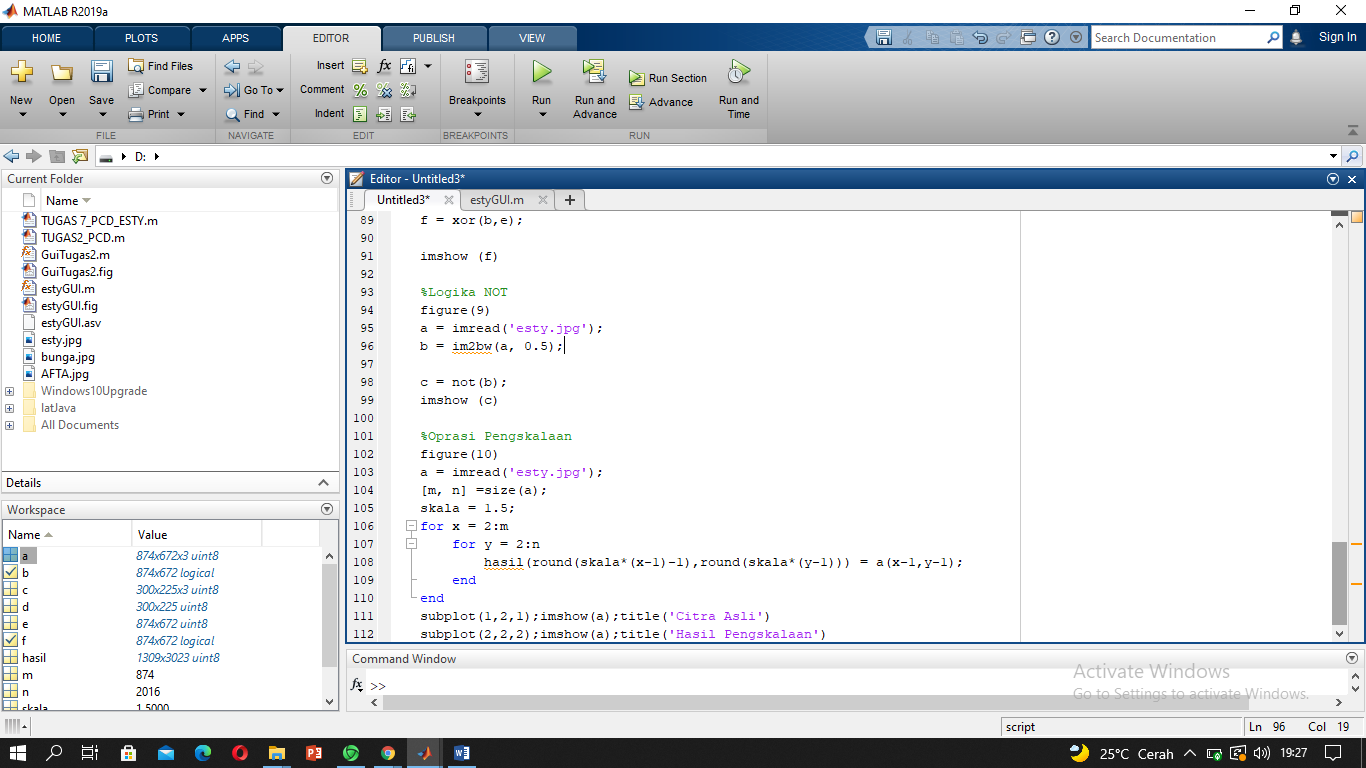 MATLAB R2019a
HOME PLOTS APPS EDITOR PUBLISH VIEW Search Documentation Sign In
New Open Save Find Files Compare Print
Go To Find
Insert fx
Comment
Indent
Breakpoints
Run Run and Advance Run Section Advance Run and Time
FILE NAVIGATE EDIT BREAKPOINTS RUN
D:
Current Folder
Name
TUGAS 7_PCD_ESTY.m
TUGAS2_PCD.m
GuiTugas2.m
GuiTugas2.fig
estyGUI.m
estyGUI.fig
estyGUI.asv
esty.jpg
bunga.jpg
AFTA.jpg
Windows10Upgrade
latJava
All Documents
Details
Workspace
Name Value
a 874x672x3 uint8
b 874x672 logical
c 300x225x3 uint8
d 300x225 uint8
e 874x672 uint8
f 874x672 logical
hasil 1309x3023 uint8
m 874
n 2016
skala 1.5000
Editor - Untitled3*
Untitled3* estyGUI.m
89 f = xor(b,e);
90
91 imshow (f)
92
93 %Logika NOT
94 figure(9)
95 a = imread('esty.jpg');
96 b = im2bw(a, 0.5);
97
98 c = not(b);
99 imshow (c)
100
101 %Oprasi Pengskalaan
102 figure(10)
103 a = imread('esty.jpg');
104 [m, n] =size(a);
105 skala = 1.5;
106 for x = 2:m
107 for y = 2:n
108 hasil(round(skala*(x-1)-1),round(skala*(y-1))) = a(x-1,y-1);
109 end
110 end
111 subplot(1,2,1);imshow(a);title('Citra Asli')
112 subplot(2,2,2);imshow(a);title('Hasil Pengskalaan')
Command Window
fx >>
Activate Windows
Go to Settings to activate Windows.
script Ln 96 Col 19
25°C Cerah 19:27